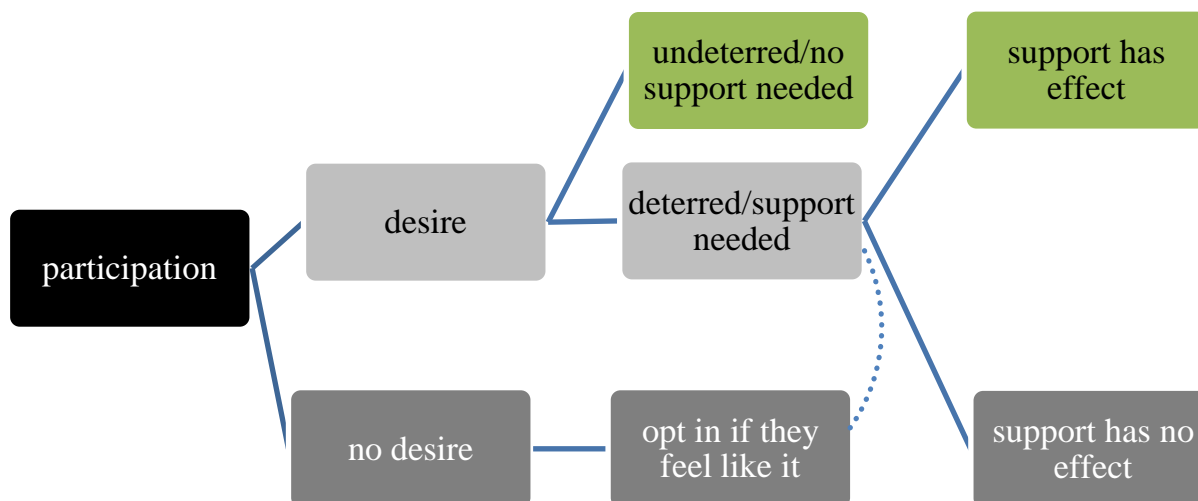 undeterred/no
support needed
support has
effect
participation
desire
deterred/support
needed
no desire
opt in if they
feel like it
support has no
effect